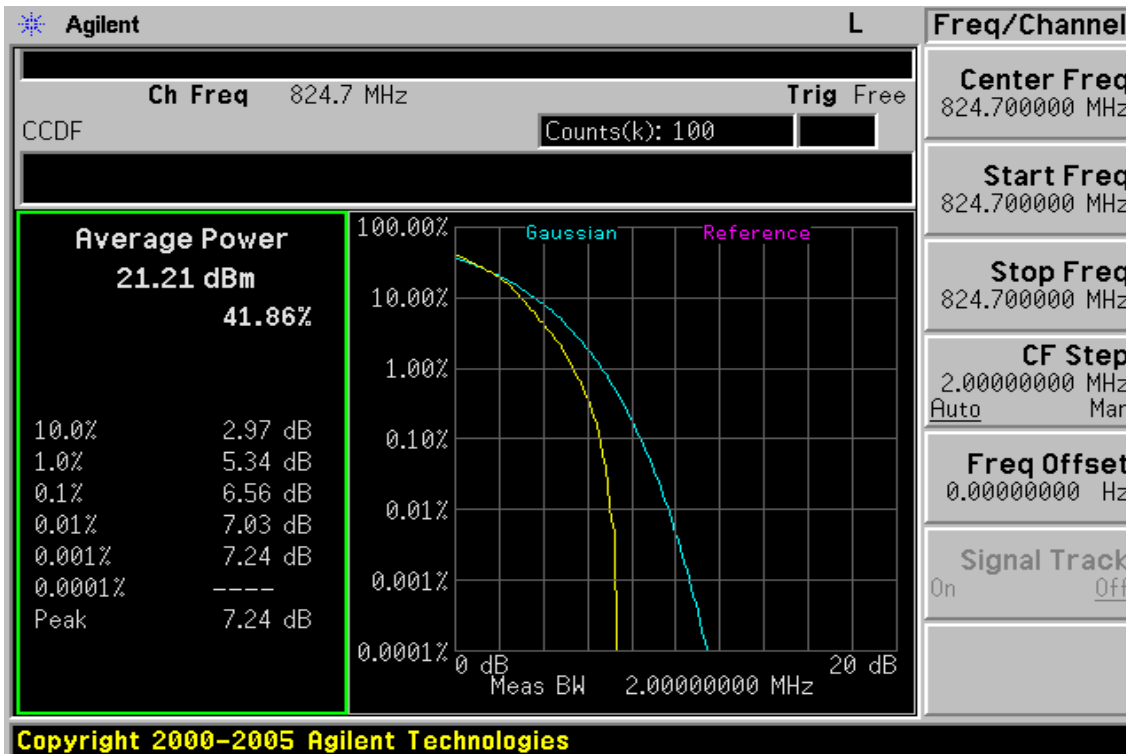 Agilent L
Freq/Channel
Ch Freq 824.7 MHz Trig Free
CCDF Counts(k): 100
Average Power
21.21 dBm
41.86%
10.0% 2.97 dB
1.0% 5.34 dB
0.1% 6.56 dB
0.01% 7.03 dB
0.001% 7.24 dB
0.0001% ----
Peak 7.24 dB
Gaussian Reference
100.00%
10.00%
1.00%
0.10%
0.01%
0.001%
0.0001%
0 dB 20 dB
Meas BW 2.000000000 MHz
Center Freq
824.700000 MHz
Start Freq
824.700000 MHz
Stop Freq
824.700000 MHz
CF Step
2.00000000 MHz
Auto Man
Freq Offset
0.00000000 Hz
Signal Track
On Off
Copyright 2000-2005 Agilent Technologies